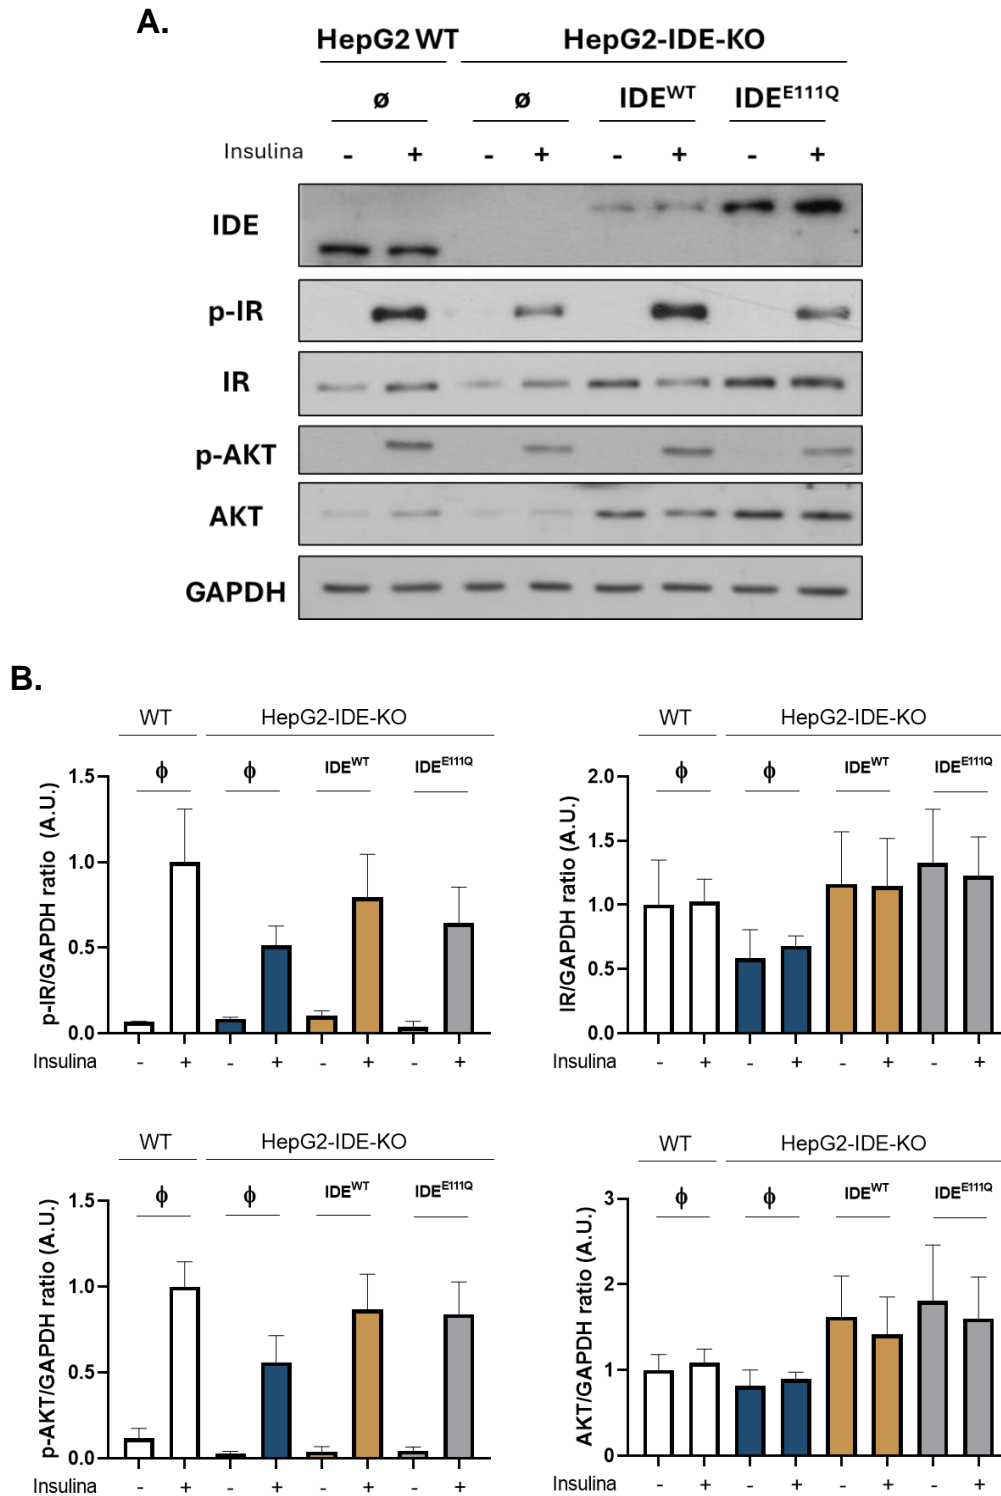 A.
HepG2 WT HepG2-IDE-KO
ø ø IDEWT IDEE111Q
Insulina - + - + - + - +
IDE
p-IR
IR
p-AKT
AKT
GAPDH
B.
WT HepG2-IDE-KO
ϕ ϕ IDEWT IDEE111Q
p-IR/GAPDH ratio (A.U.)
1.5
1.0
0.5
0.0
Insulina - + - + - + - +
WT HepG2-IDE-KO
ϕ ϕ IDEWT IDEE111Q
IR/GAPDH ratio (A.U.)
2.0
1.5
1.0
0.5
0.0
Insulina - + - + - + - +
WT HepG2-IDE-KO
ϕ ϕ IDEWT IDEE111Q
p-AKT/GAPDH ratio (A.U.)
1.5
1.0
0.5
0.0
Insulina - + - + - + - +
WT HepG2-IDE-KO
ϕ ϕ IDEWT IDEE111Q
AKT/GAPDH ratio (A.U.)
3
2
1
0
Insulina - + - + - + - +